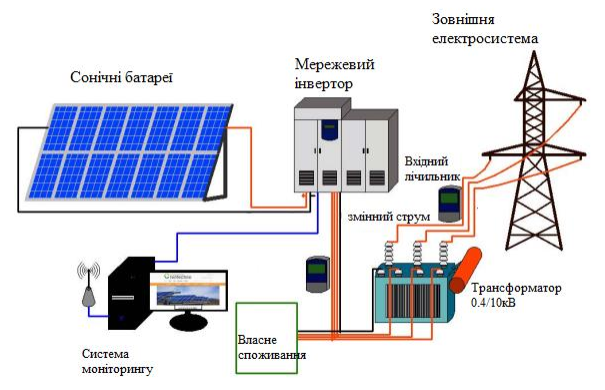 Зовнішня
електросистема
Мережевий
інвертор
Сонічні батареї
Вхідний
лічильник
змінний струм
Трансформатор
0.4/10кВ
Власне
споживання
Система
моніторингу